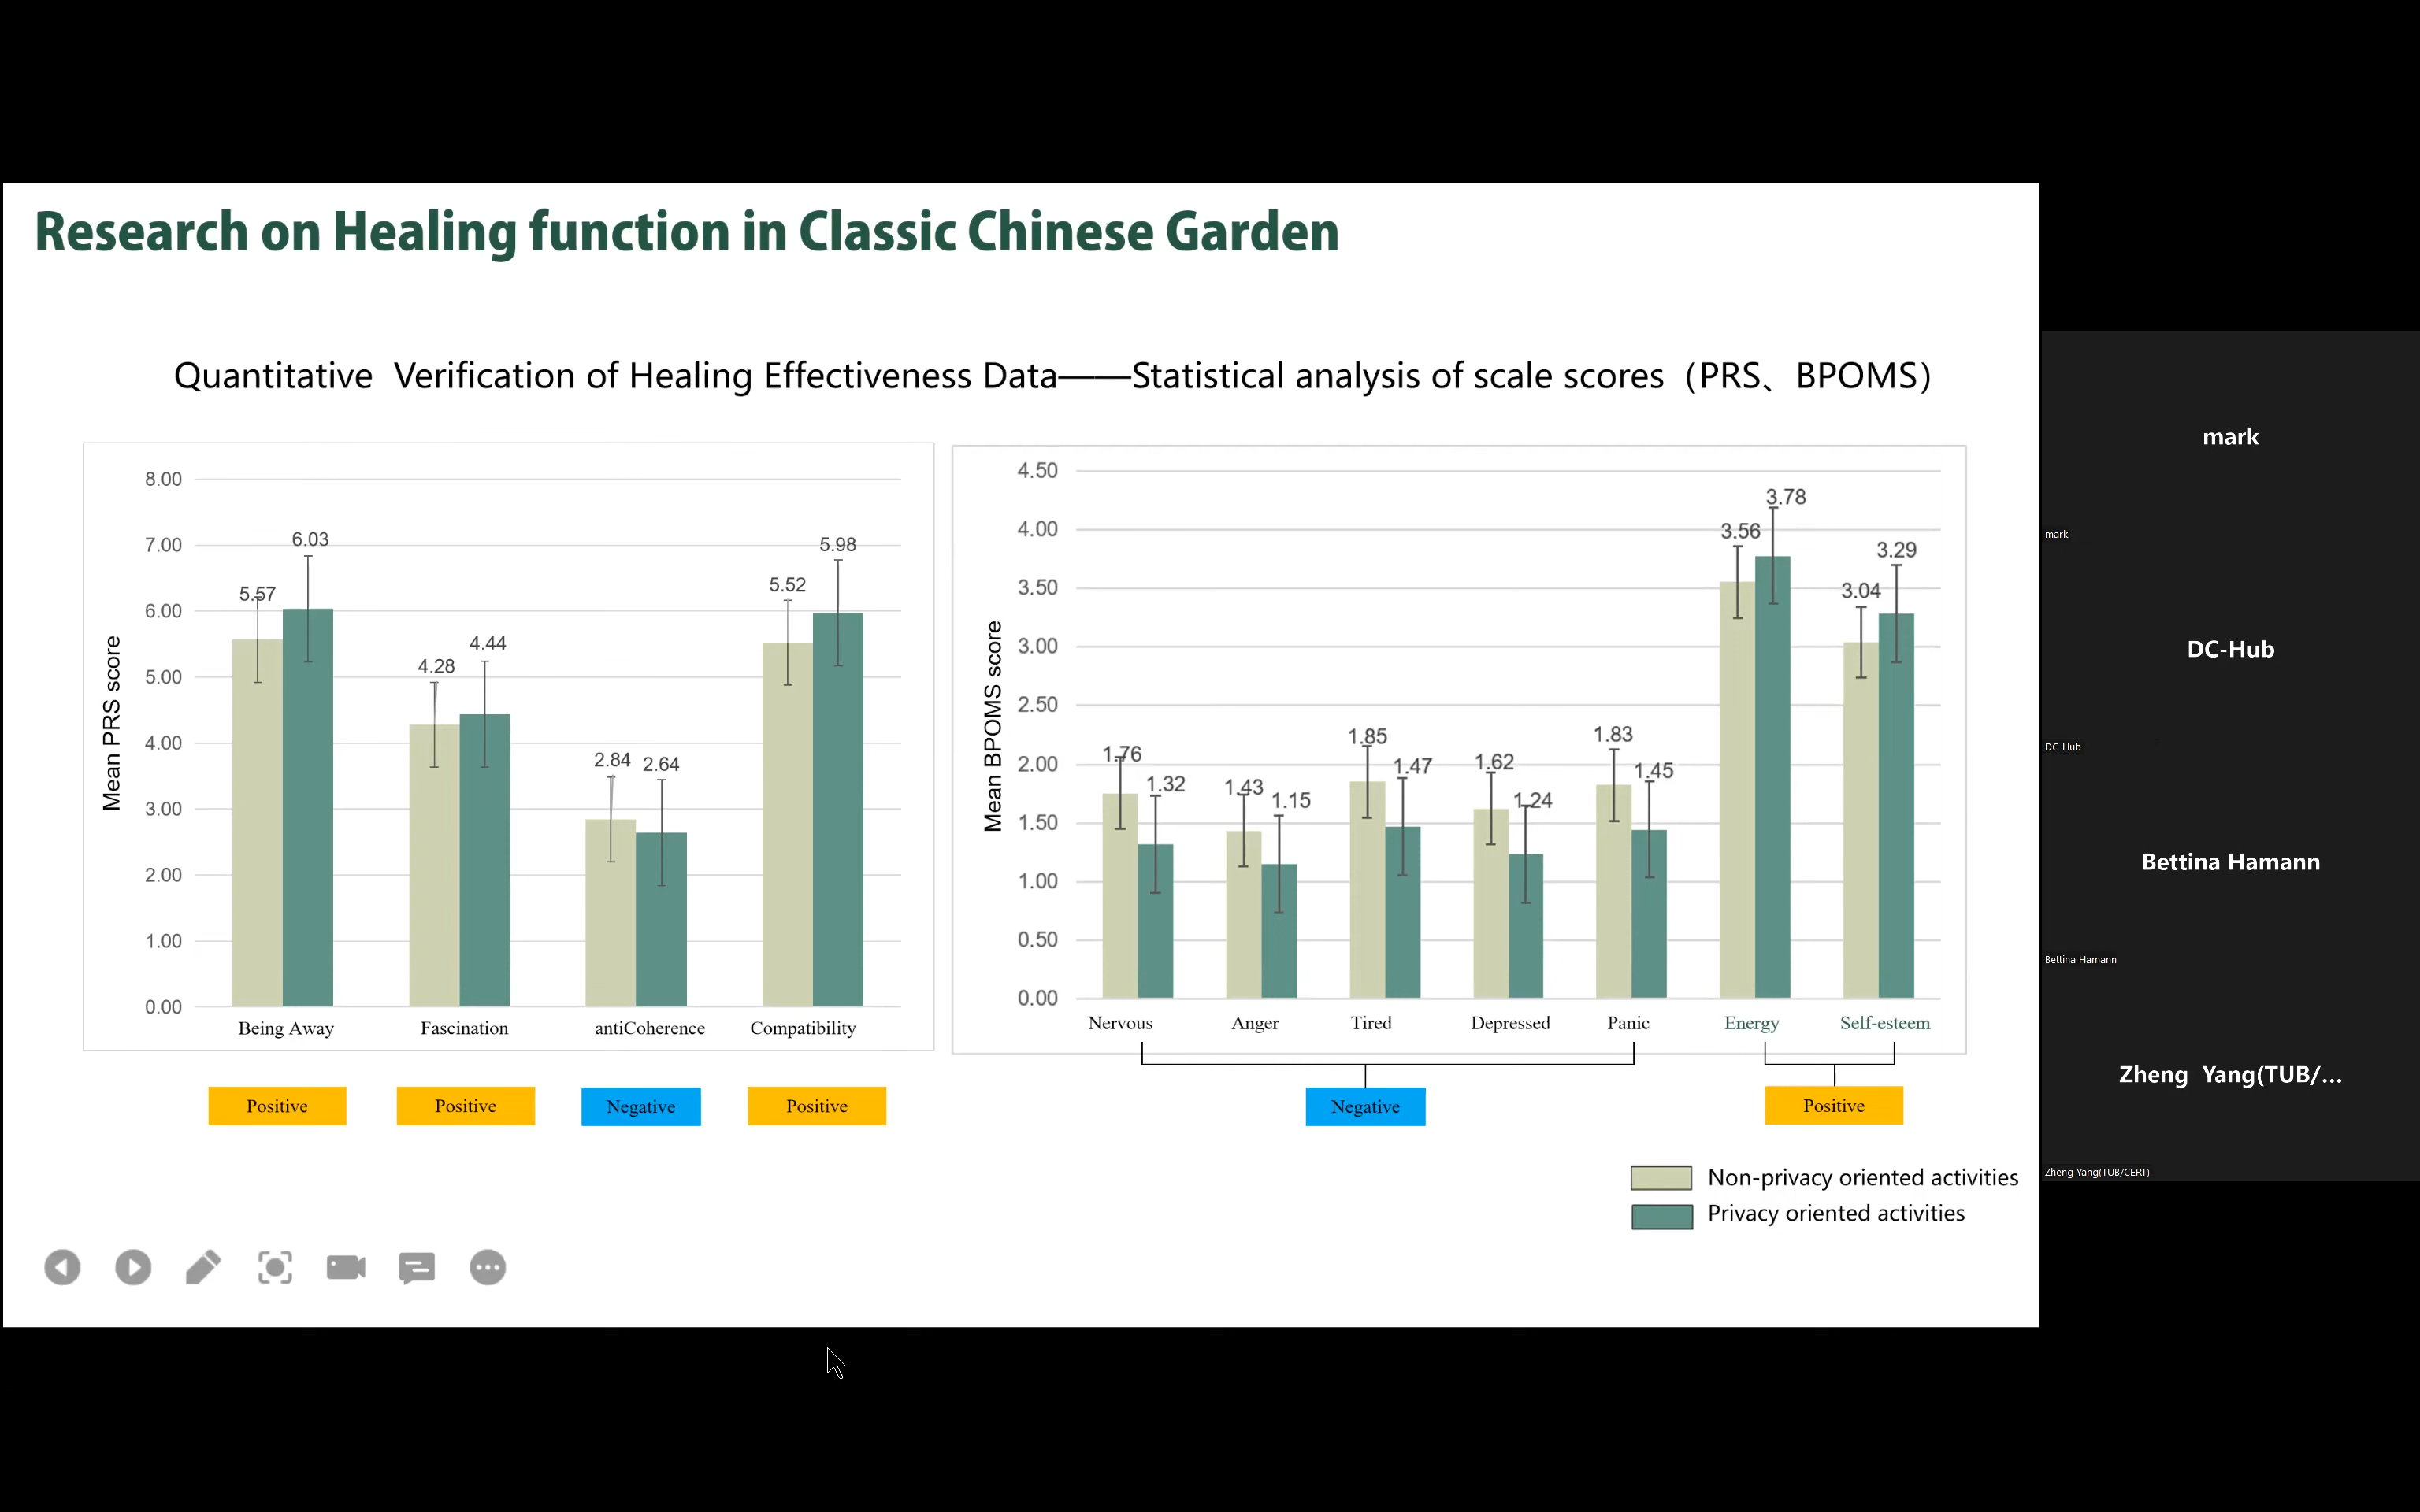 Research on Healing function in Classic Chinese Garden
Quantitative  Verification of Healing Effectiveness Data——Statistical analysis of scale scores（PRS、BPOMS）
Mean PRS score
8.00
7.00
6.00
5.00
4.00
3.00
2.00
1.00
0.00
5.57
6.03
4.28
4.44
2.84
2.64
5.52
5.98
Being Away
Fascination
antiCoherence
Compatibility
Positive
Positive
Negative
Positive
Mean BPOMS score
4.50
4.00
3.50
3.00
2.50
2.00
1.50
1.00
0.50
0.00
1.76
1.32
1.43
1.15
1.85
1.47
1.62
1.24
1.83
1.45
3.56
3.78
3.04
3.29
Nervous
Anger
Tired
Depressed
Panic
Energy
Self-esteem
Negative
Positive
Non-privacy oriented activities
Privacy oriented activities
mark
mark
DC-Hub
DC-Hub
Bettina Hamann
Bettina Hamann
Zheng  Yang(TUB/...
Zheng Yang(TUB/CERT)